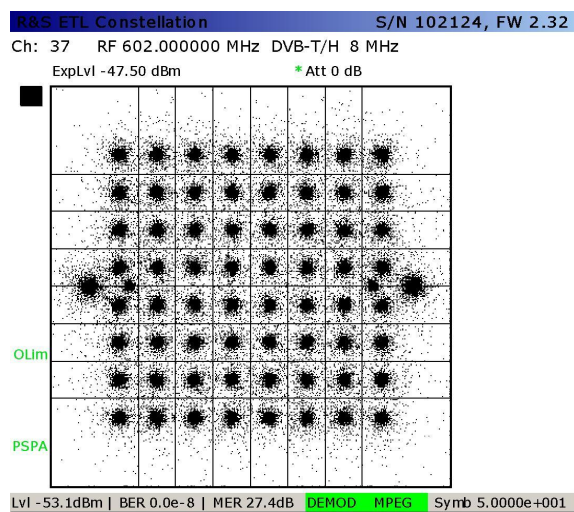 R&S ETL Constellation S/N 102124, FW 2.32
Ch: 37 RF 602.000000 MHz DVB-T/H 8 MHz
ExpLvl -47.50 dBm * Att 0 dB
OLim
PSPA
Lvl -53.1dBm | BER 0.0e-8 | MER 27.4dB DEMOD MPEG Symb 5.0000e+001